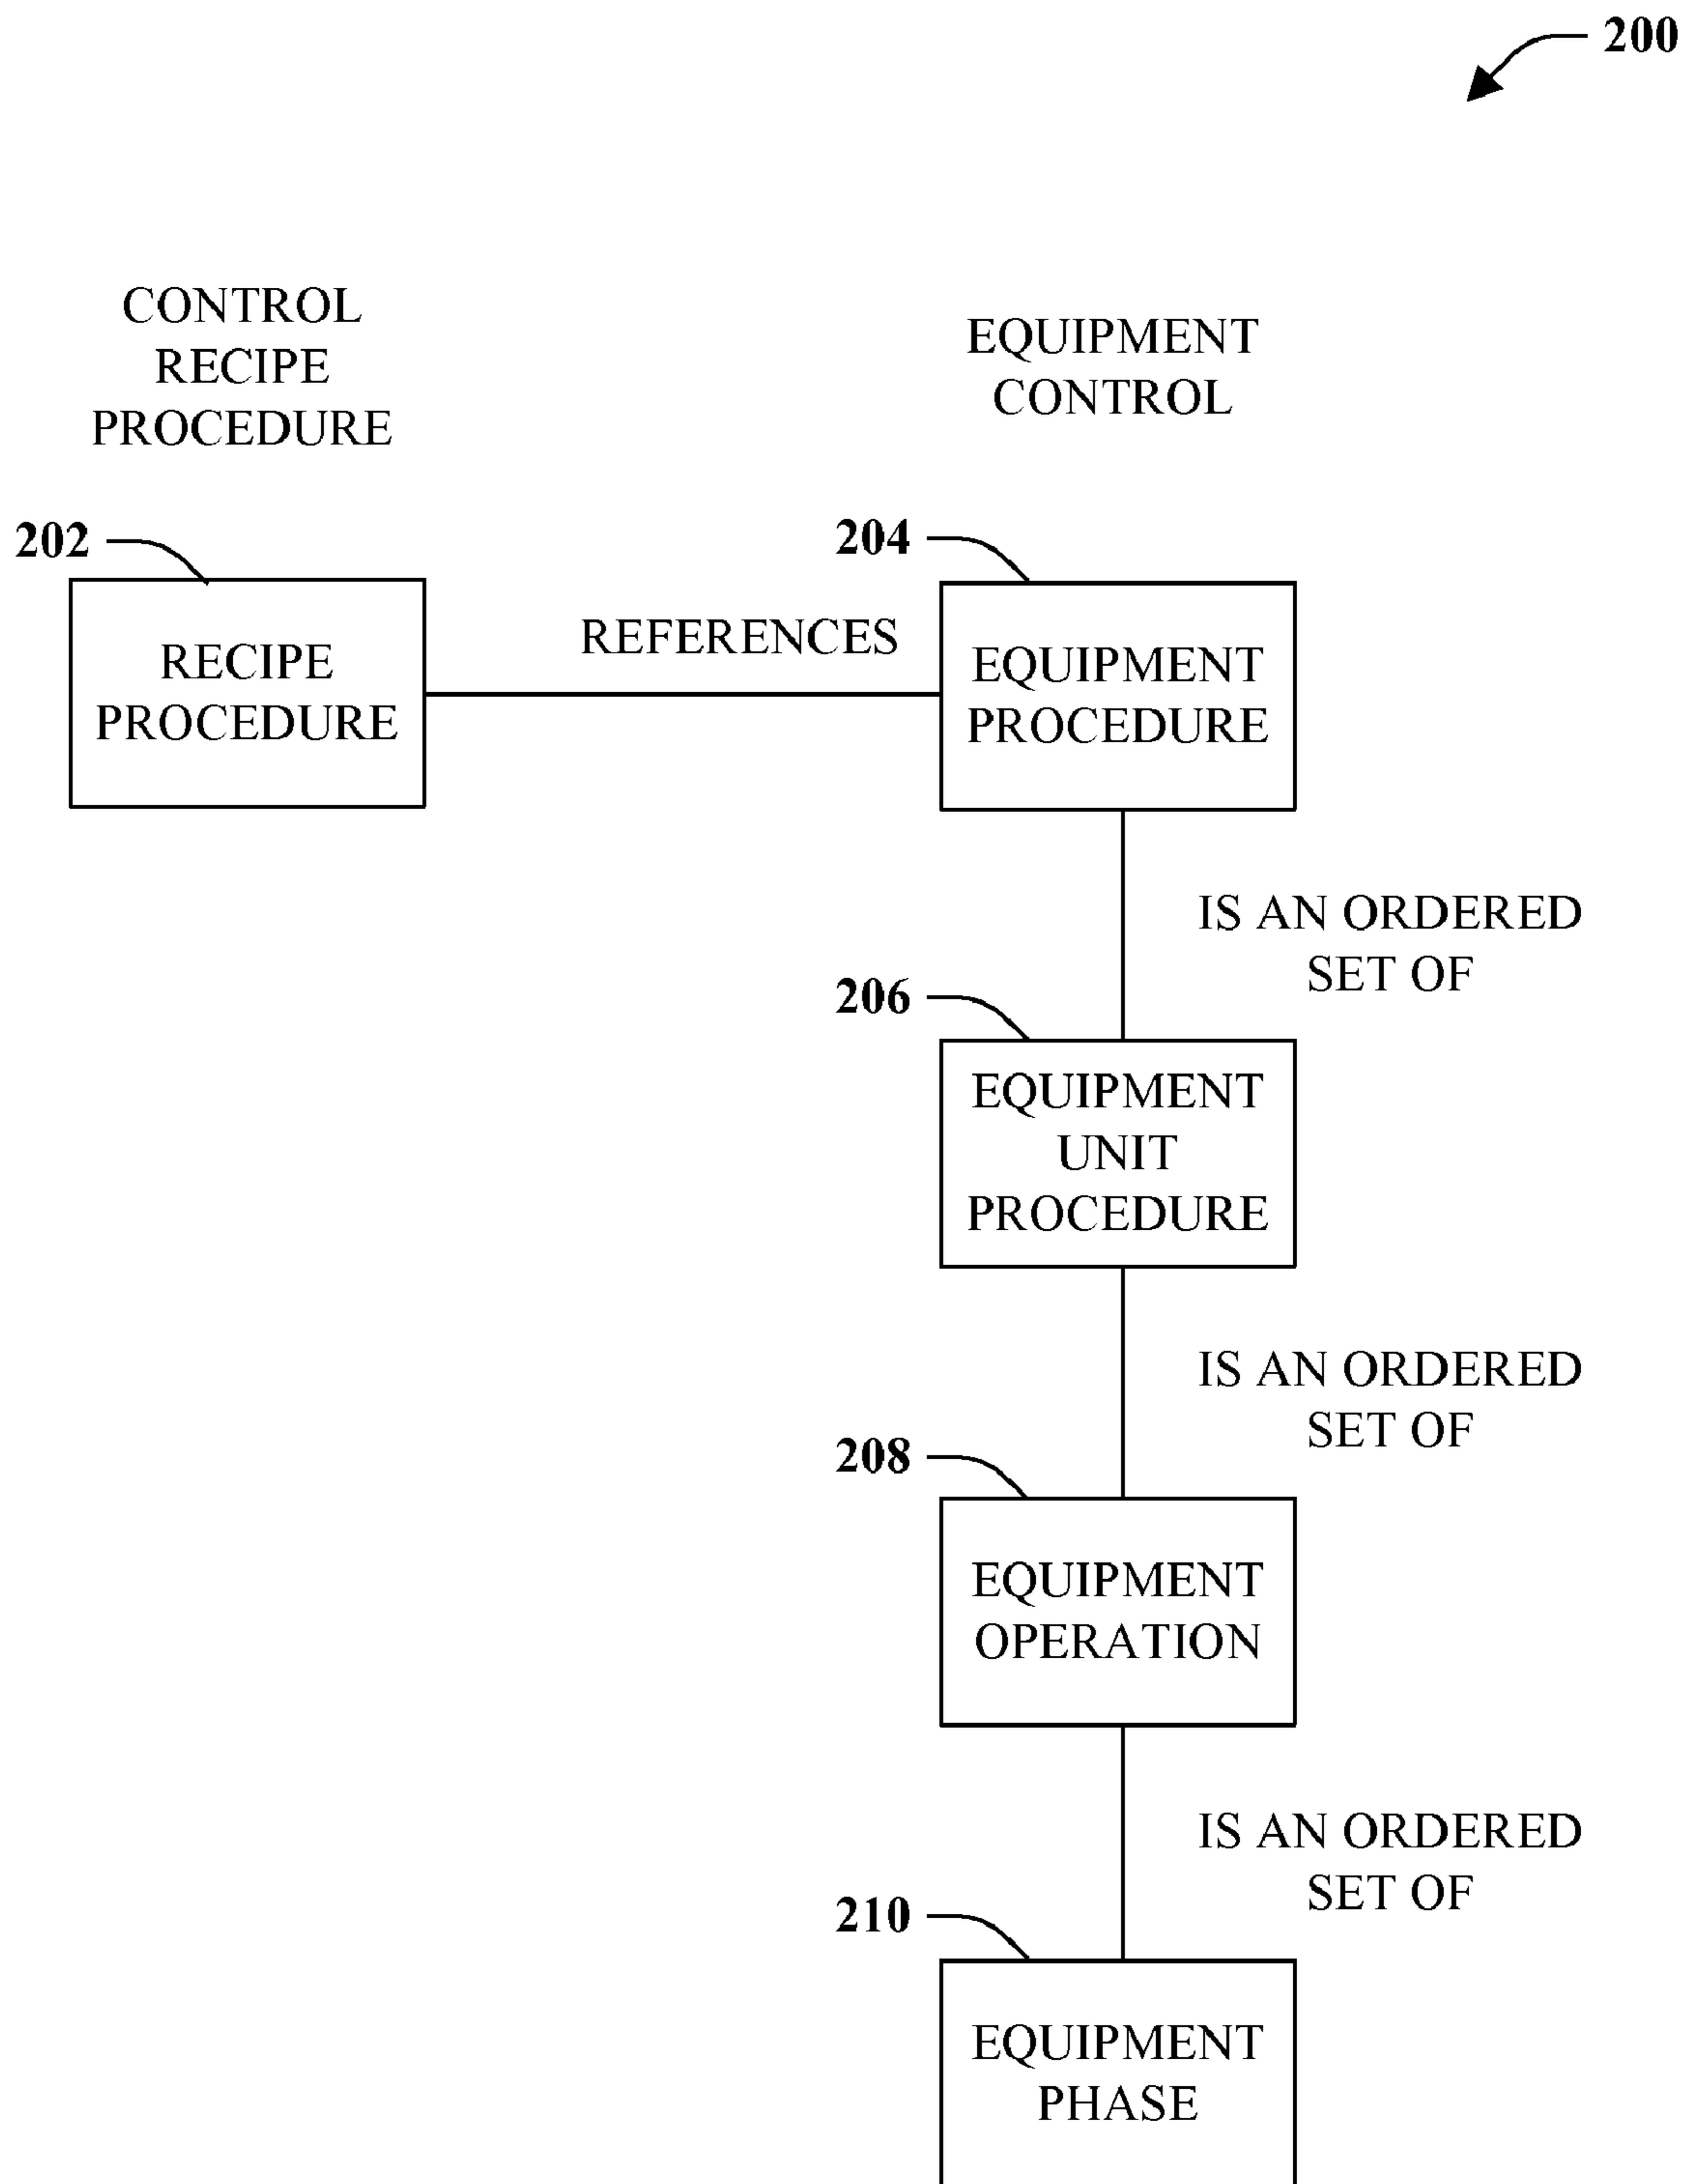 200
CONTROL
RECIPE
PROCEDURE
EQUIPMENT
CONTROL
202
RECIPE
PROCEDURE
REFERENCES
204
EQUIPMENT
PROCEDURE
IS AN ORDERED
SET OF
206
EQUIPMENT
UNIT
PROCEDURE
IS AN ORDERED
SET OF
208
EQUIPMENT
OPERATION
IS AN ORDERED
SET OF
210
EQUIPMENT
PHASE